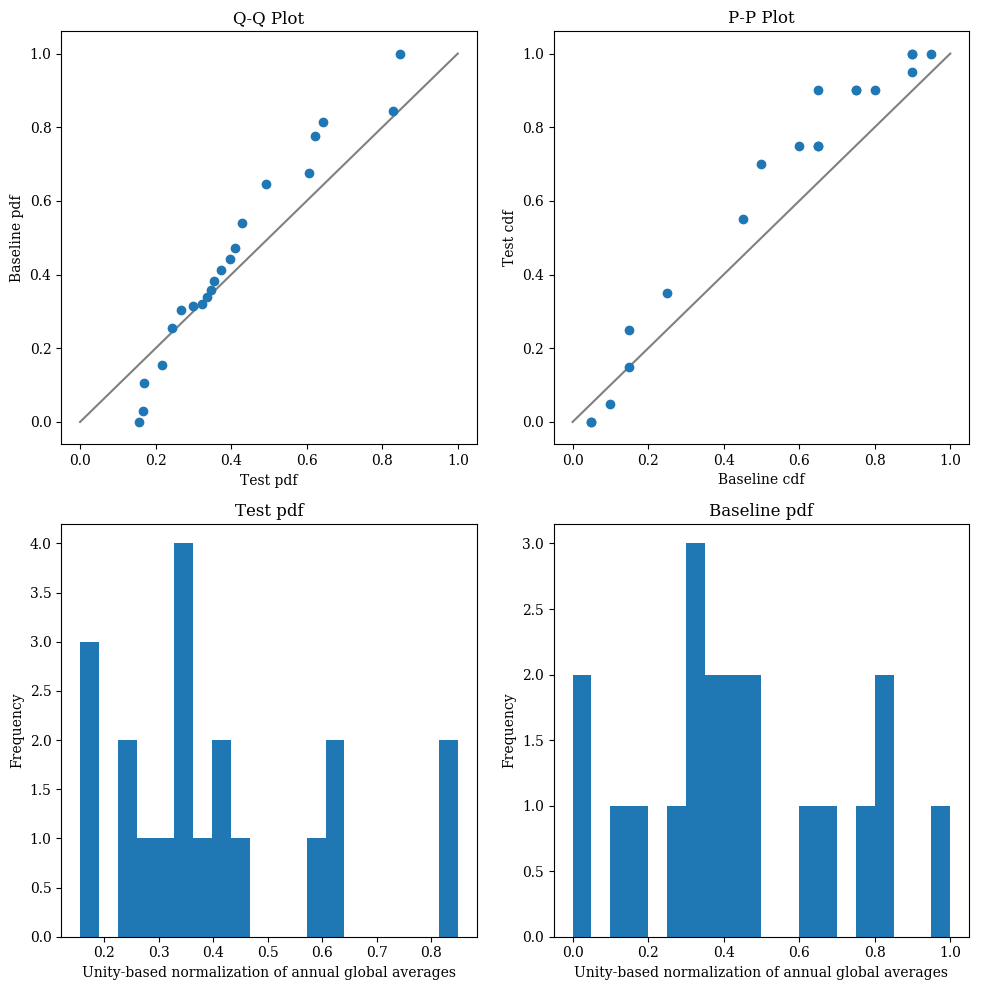 Q-Q Plot
1.0
0.8
0.6
0.4
0.2
0.0
Baseline pdf
0.0 0.2 0.4 0.6 0.8 1.0
Test pdf
P-P Plot
1.0
0.8
0.6
0.4
0.2
0.0
Test cdf
0.0 0.2 0.4 0.6 0.8 1.0
Baseline cdf
Test pdf
4.0
3.5
3.0
2.5
2.0
1.5
1.0
0.5
0.0
Frequency
0.2 0.3 0.4 0.5 0.6 0.7 0.8
Unity-based normalization of annual global averages
Baseline pdf
3.0
2.5
2.0
1.5
1.0
0.5
0.0
Frequency
0.0 0.2 0.4 0.6 0.8 1.0
Unity-based normalization of annual global averages